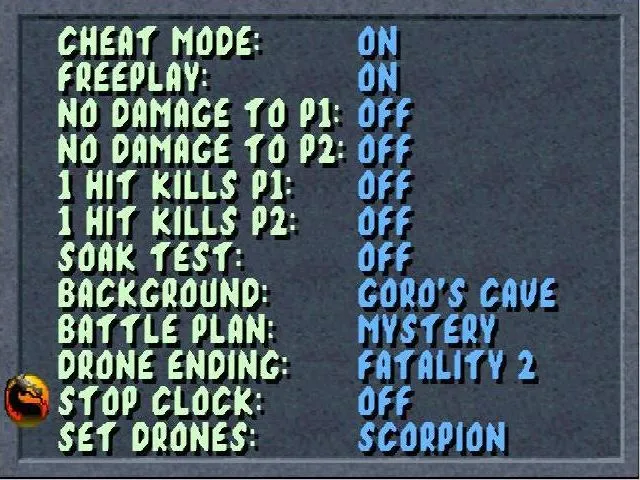 CHEAT MODE: ON
FREEPLAY: ON
NO DAMAGE TO P1: OFF
NO DAMAGE TO P2: OFF
1 HIT KILLS P1: OFF
1 HIT KILLS P2: OFF
SOAK TEST: OFF
BACKGROUND: GORO'S CAVE
BATTLE PLAN: MYSTERY
DRONE ENDING: FATALITY 2
STOP CLOCK: OFF
SET DRONES: SCORPION